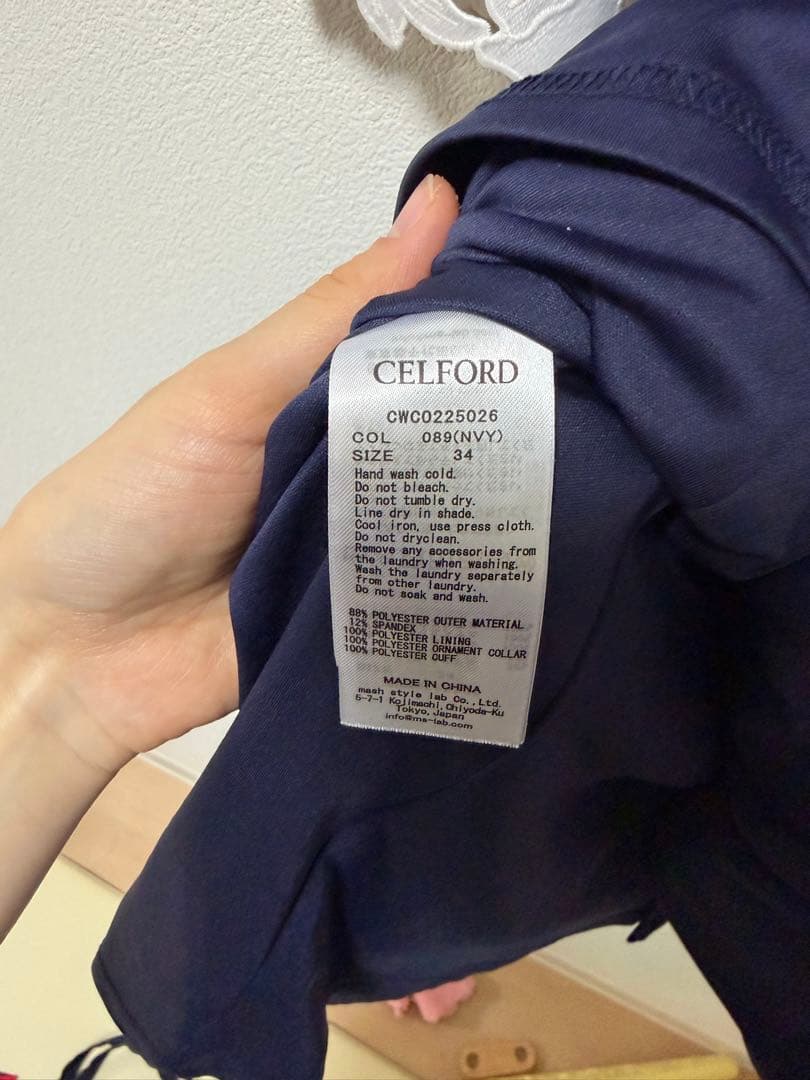 CELFORD
CWCO225026
COL 089(NVY)
SIZE 34
Hand wash cold.
Do not bleach.
Do not tumble dry.
Line dry in shade.
Cool iron, use press cloth.
Do not dryclean.
Remove any accessories from
the laundry when washing.
Wash the laundry separately
from other laundry.
Do not soak and wash.
88% POLYESTER OUTER MATERIAL
12% SPANDEX
100% POLYESTER LINING
100% POLYESTER ORNAMENT COLLAR
100% POLYESTER CUFF
MADE IN CHINA
mash style lab Co., Ltd.
5-7-1 Kojimachi, Chiyoda-Ku
Tokyo, Japan
info@ms-lab.com